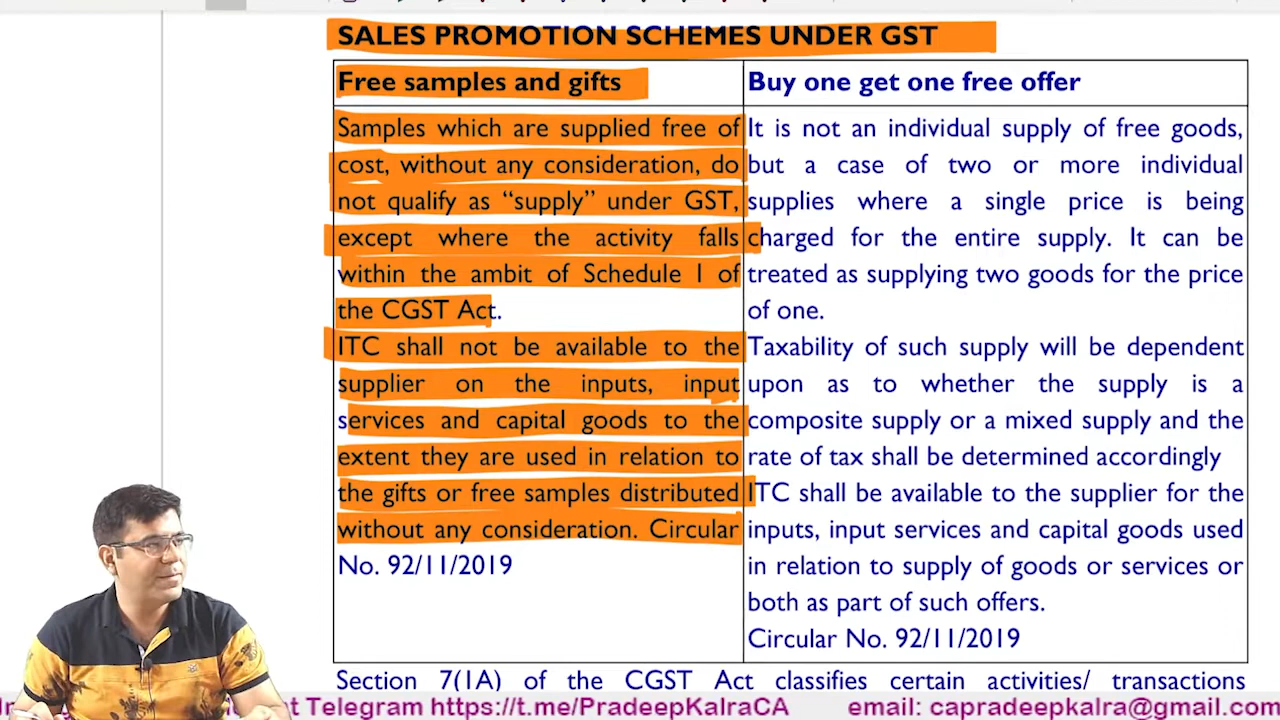 SALES PROMOTION SCHEMES UNDER GST
Free samples and gifts
Samples which are supplied free of
cost, without any consideration, do
not qualify as “supply” under GST,
except where the activity falls
within the ambit of Schedule I of
the CGST Act.
ITC shall not be available to the
supplier on the inputs, input
services and capital goods to the
extent they are used in relation to
the gifts or free samples distributed
without any consideration. Circular
No. 92/11/2019
Buy one get one free offer
It is not an individual supply of free goods,
but a case of two or more individual
supplies where a single price is being
charged for the entire supply. It can be
treated as supplying two goods for the price
of one.
Taxability of such supply will be dependent
upon as to whether the supply is a
composite supply or a mixed supply and the
rate of tax shall be determined accordingly
ITC shall be available to the supplier for the
inputs, input services and capital goods used
in relation to supply of goods or services or
both as part of such offers.
Circular No. 92/11/2019
Section 7(1A) of the CGST Act classifies certain activities/ transactions
Telegram https://t.me/PradeepKalraCA email: capradeepkalra@gmail.com